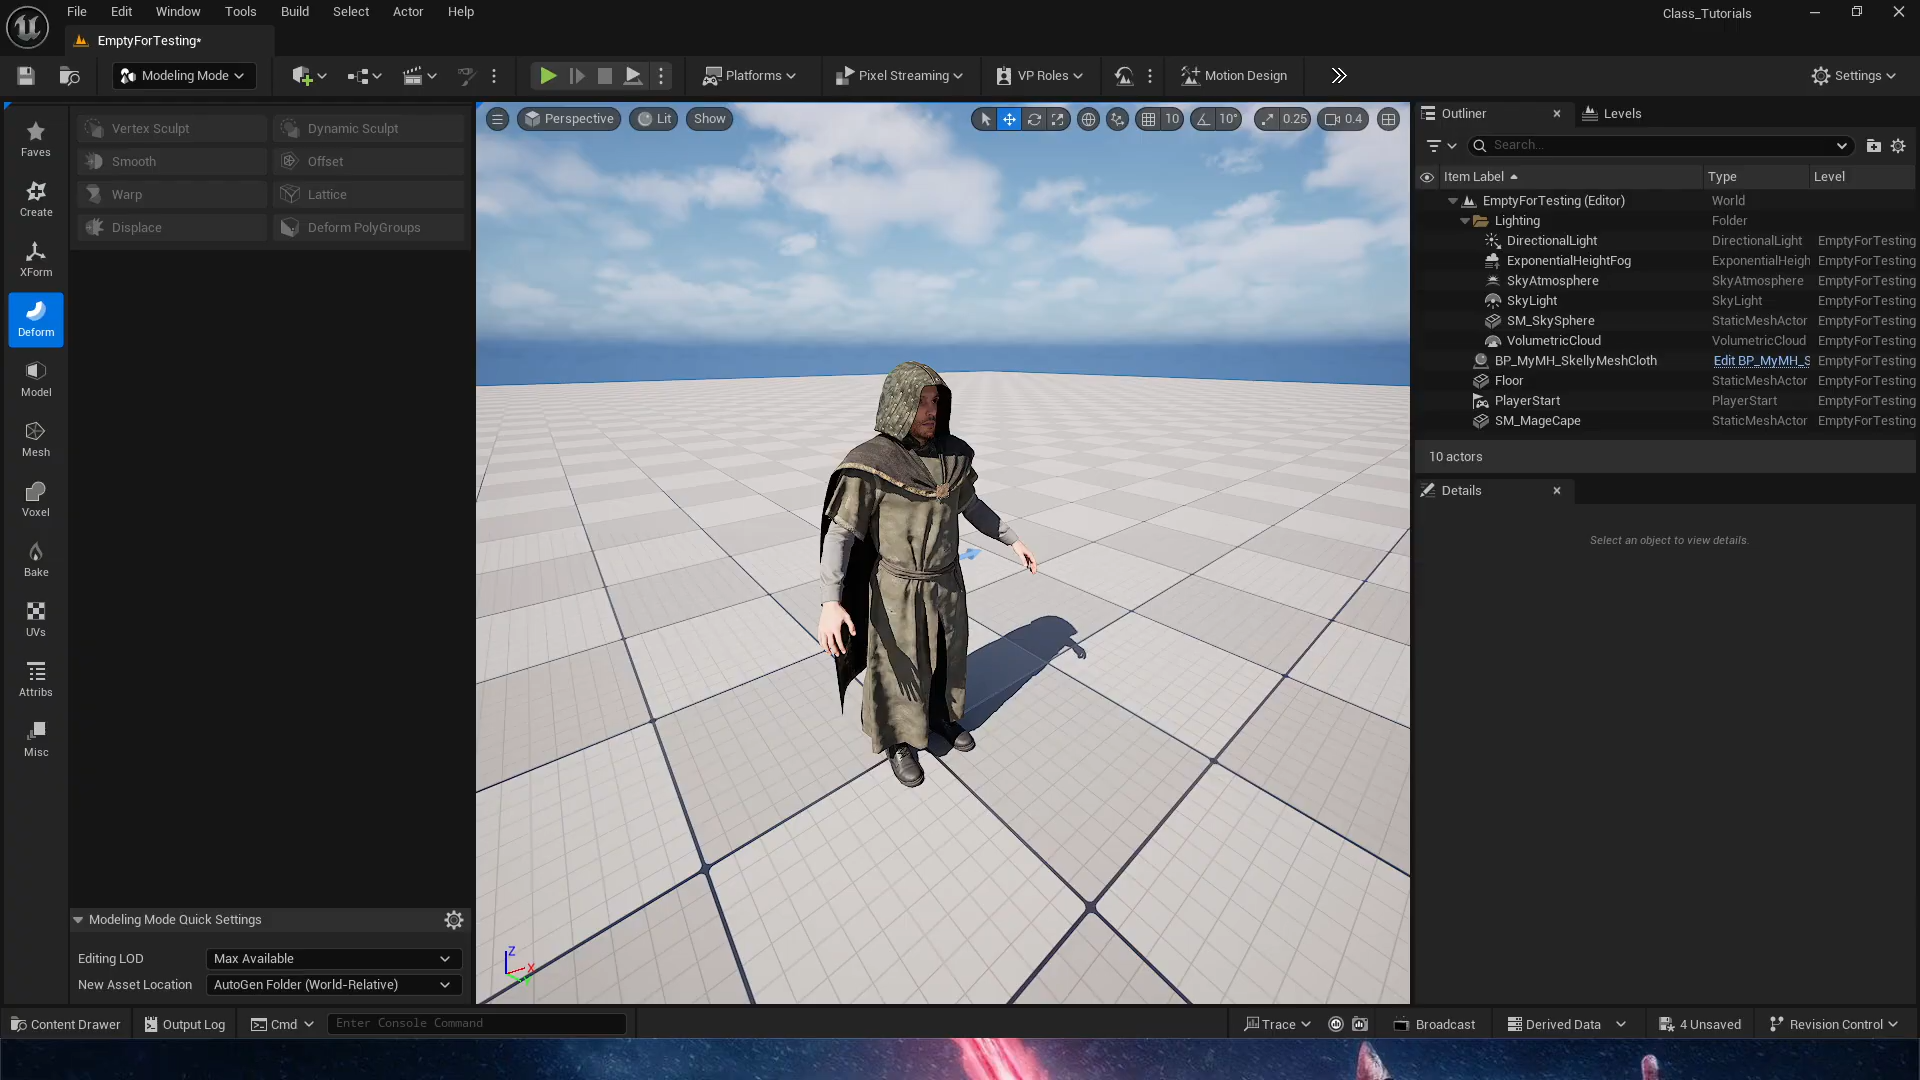 File Edit Window Tools Build Select Actor Help
Class_Tutorials
EmptyForTesting*
Modeling Mode
Platforms
Pixel Streaming
VP Roles
Motion Design
Settings
Faves
Create
XForm
Deform
Model
Mesh
Voxel
Bake
UVs
Attribs
Misc
Vertex Sculpt
Dynamic Sculpt
Smooth
Offset
Warp
Lattice
Displace
Deform PolyGroups
Modeling Mode Quick Settings
Editing LOD
Max Available
New Asset Location
AutoGen Folder (World-Relative)
Perspective
Lit
Show
10
10°
0.25
0.4
Z
X
Y
Outliner
Levels
Search...
Item Label Type Level
EmptyForTesting (Editor) World
Lighting Folder
DirectionalLight DirectionalLight EmptyForTesting
ExponentialHeightFog ExponentialHeigh EmptyForTesting
SkyAtmosphere SkyAtmosphere EmptyForTesting
SkyLight SkyLight EmptyForTesting
SM_SkySphere StaticMeshActor EmptyForTesting
VolumetricCloud VolumetricCloud EmptyForTesting
BP_MyMH_SkellyMeshCloth Edit BP_MyMH_S EmptyForTesting
Floor StaticMeshActor EmptyForTesting
PlayerStart PlayerStart EmptyForTesting
SM_MageCape StaticMeshActor EmptyForTesting
10 actors
Details
Select an object to view details.
Content Drawer
Output Log
Cmd
Enter Console Command
Trace
Broadcast
Derived Data
4 Unsaved
Revision Control